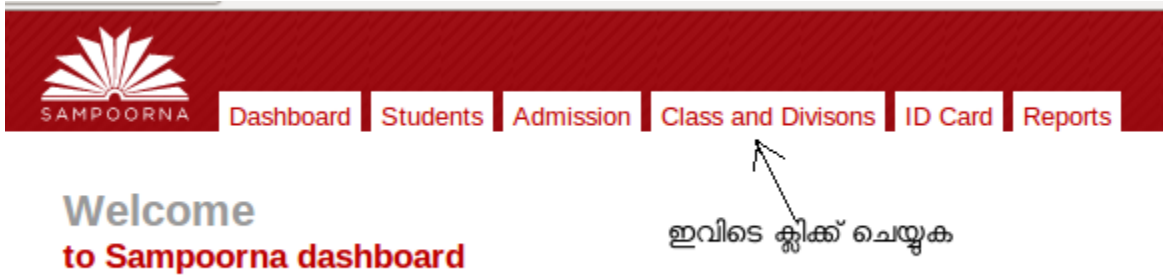 SAMPOORNA
Dashboard Students Admission Class and Divisons ID Card Reports
Welcome
to Sampoorna dashboard
ഇവിടെ ക്ലിക്ക് ചെയ്യുക